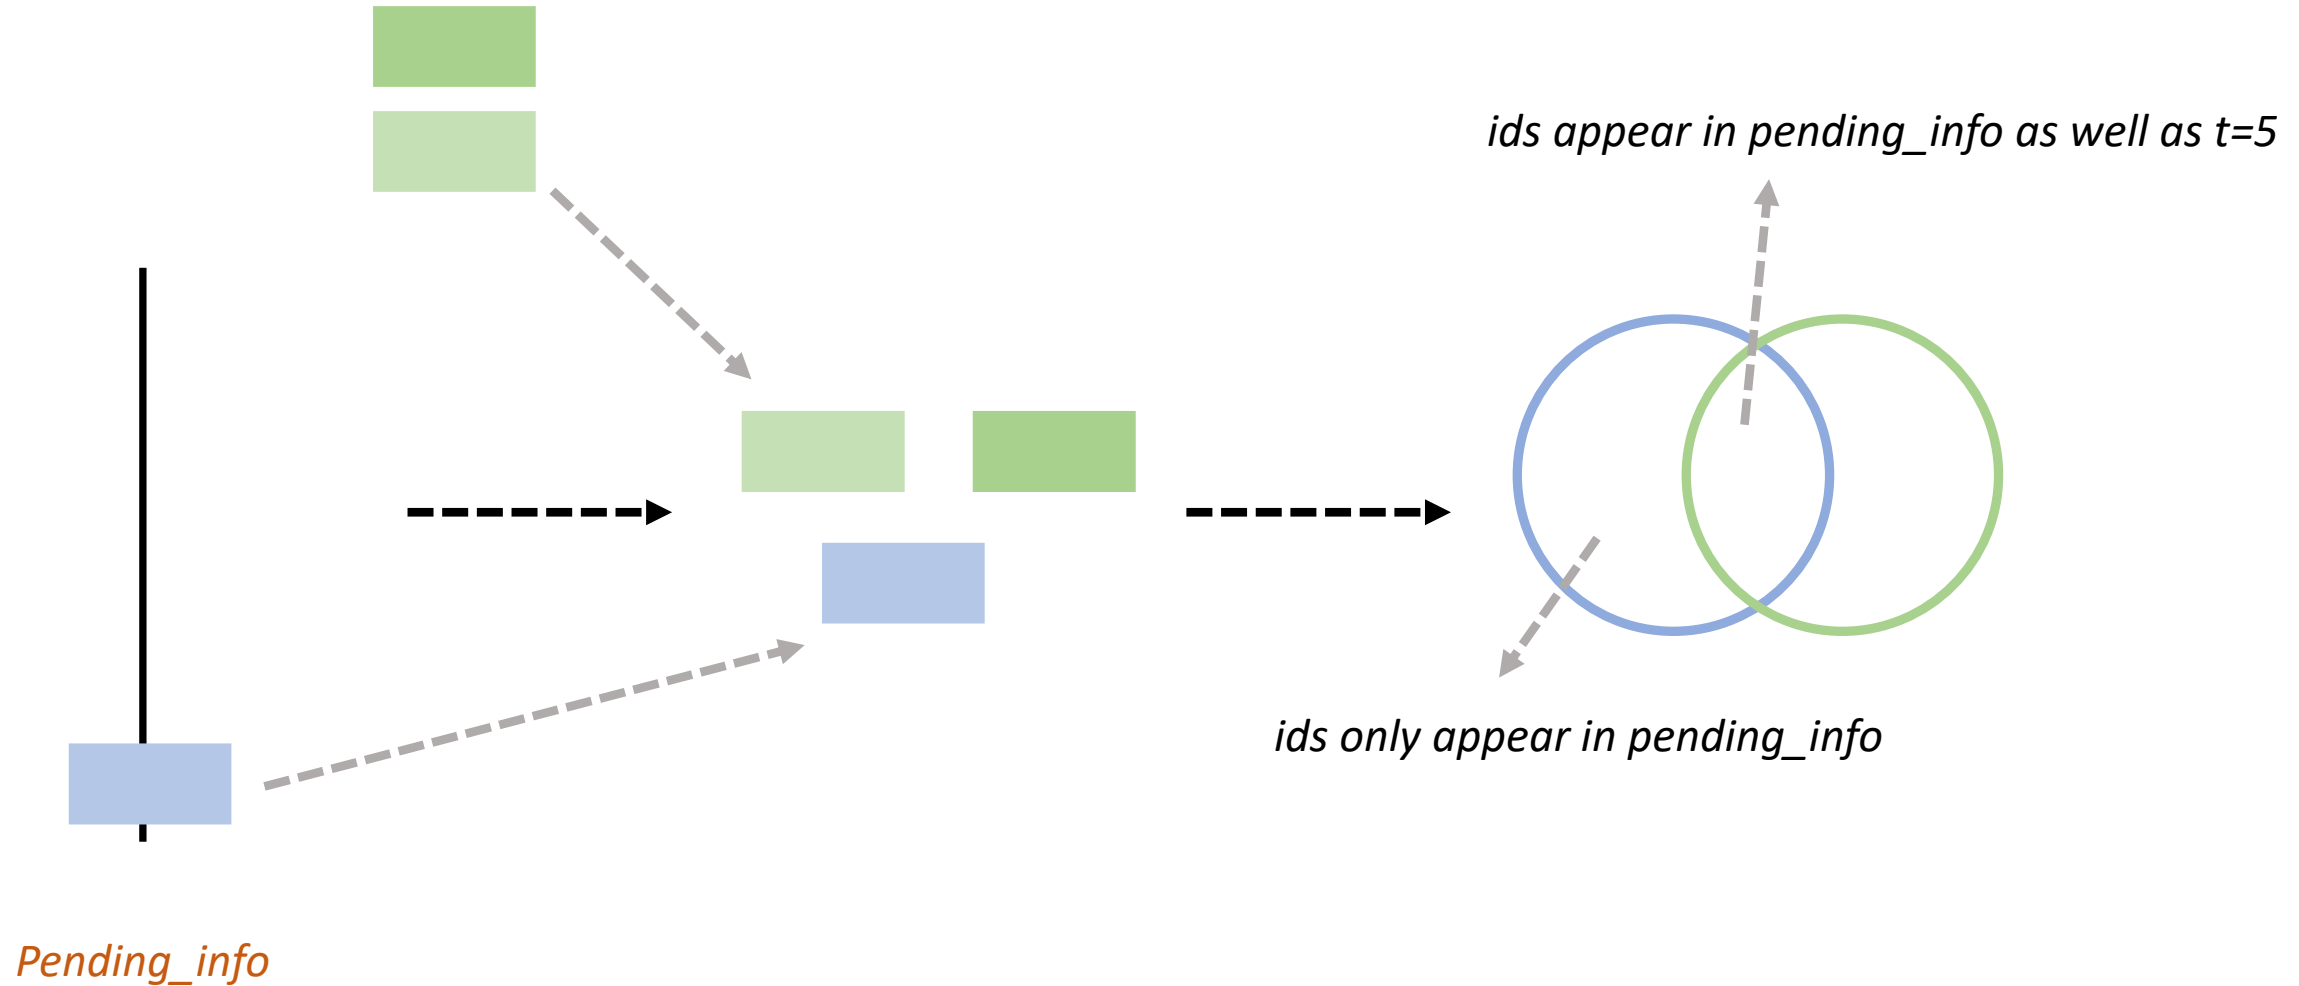 ids appear in pending_info as well as t=5
ids only appear in pending_info
Pending_info